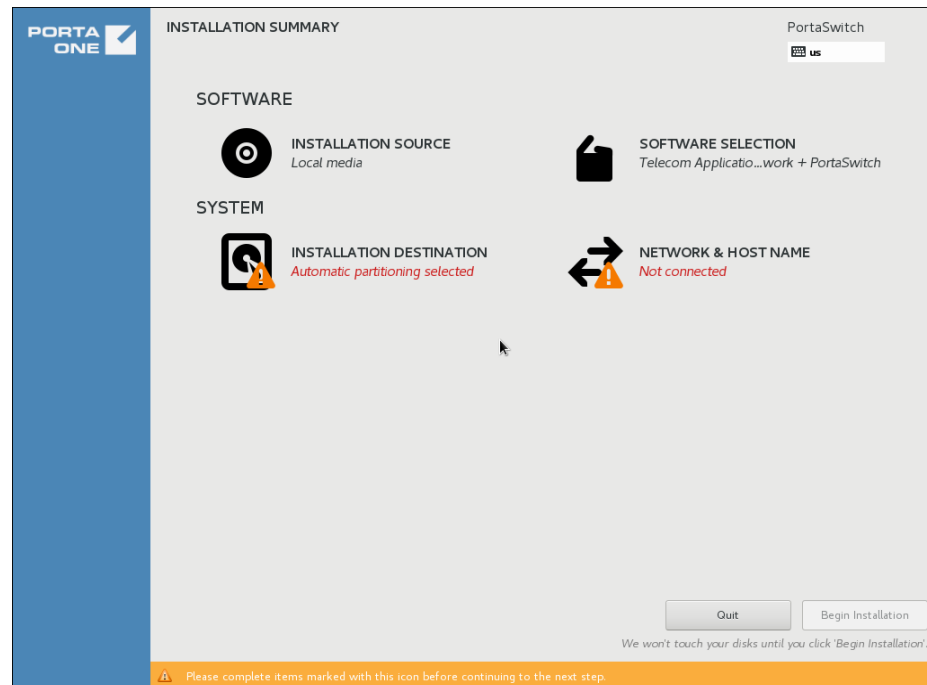 PORTA
ONE
INSTALLATION SUMMARY
PortaSwitch
us
SOFTWARE
INSTALLATION SOURCE
Local media
SOFTWARE SELECTION
Telecom Applicatio...work + PortaSwitch
SYSTEM
INSTALLATION DESTINATION
Automatic partitioning selected
NETWORK & HOST NAME
Not connected
Quit
Begin Installation
We won't touch your disks until you click 'Begin Installation'.
Please complete items marked with this icon before continuing to the next step.